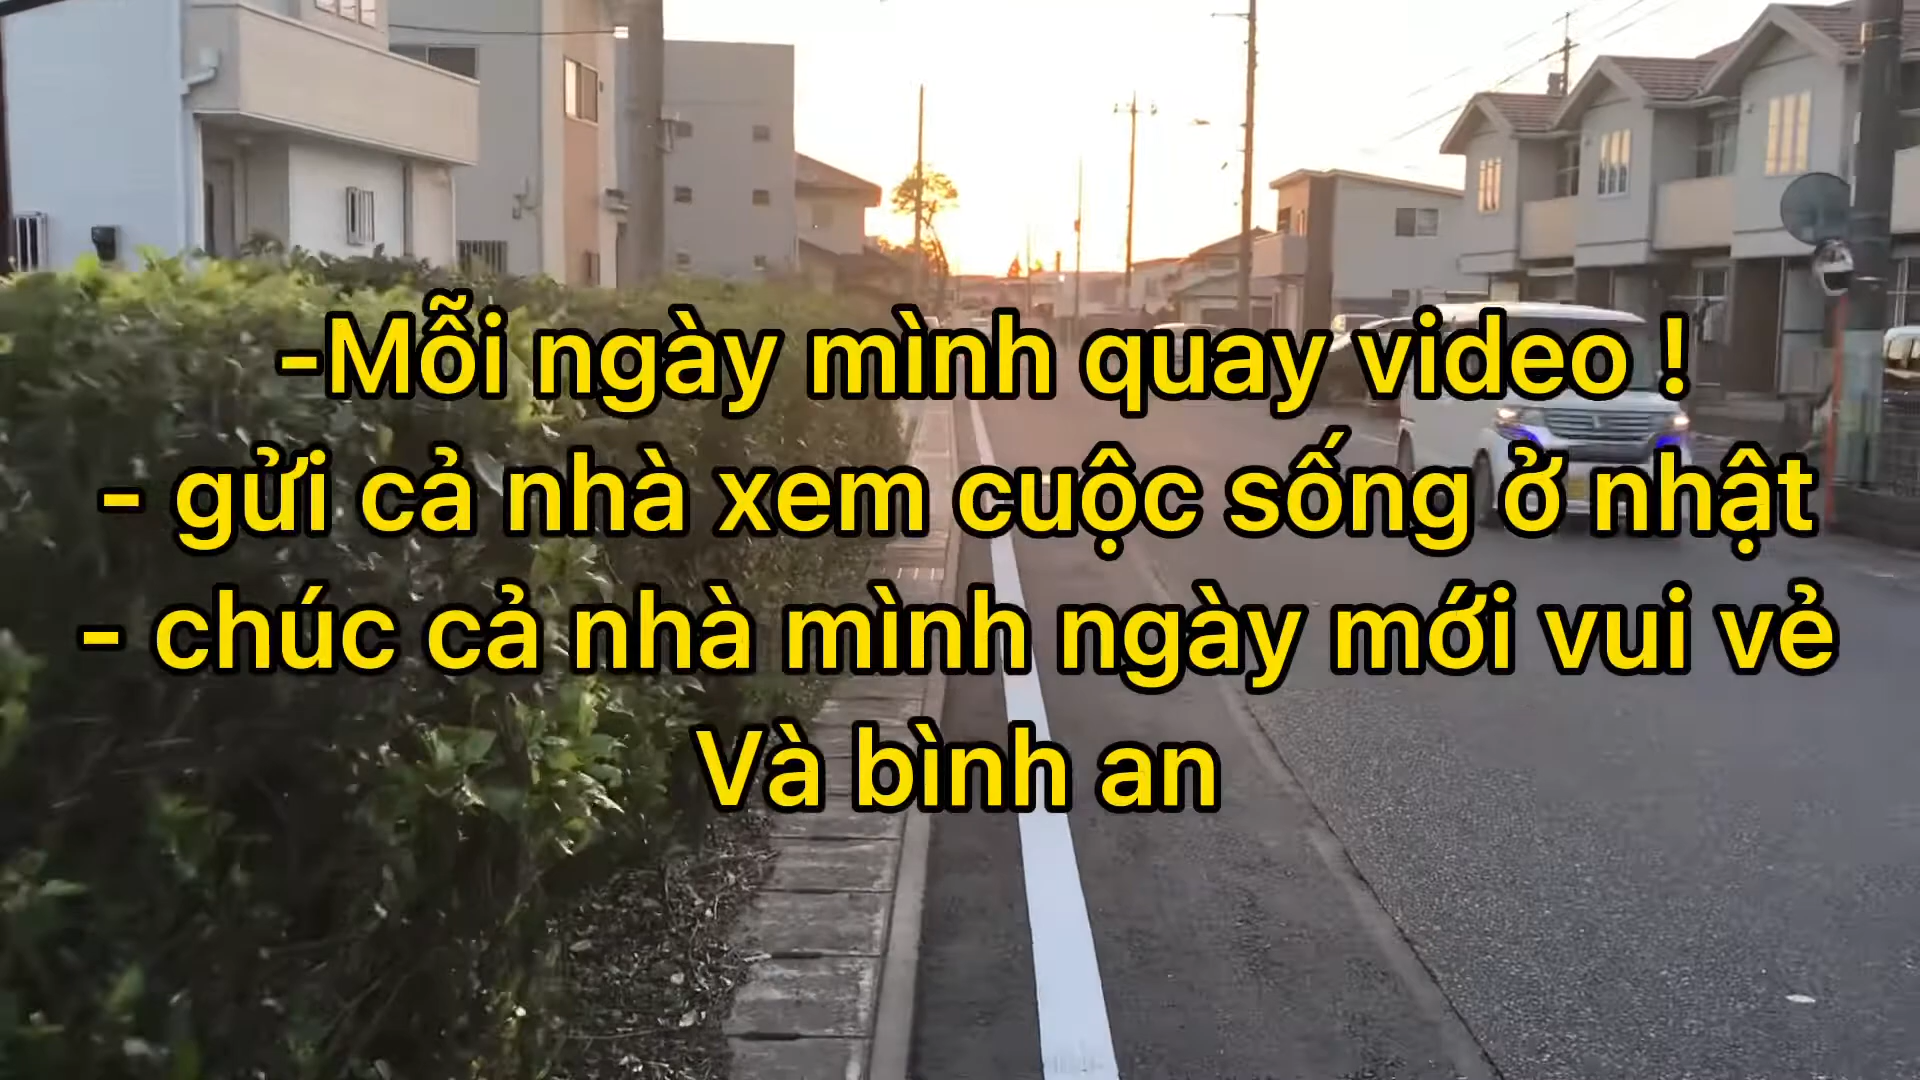 -Mỗi ngày mình quay video !
- gửi cả nhà xem cuộc sống ở nhật
- chúc cả nhà mình ngày mới vui vẻ
Và bình an